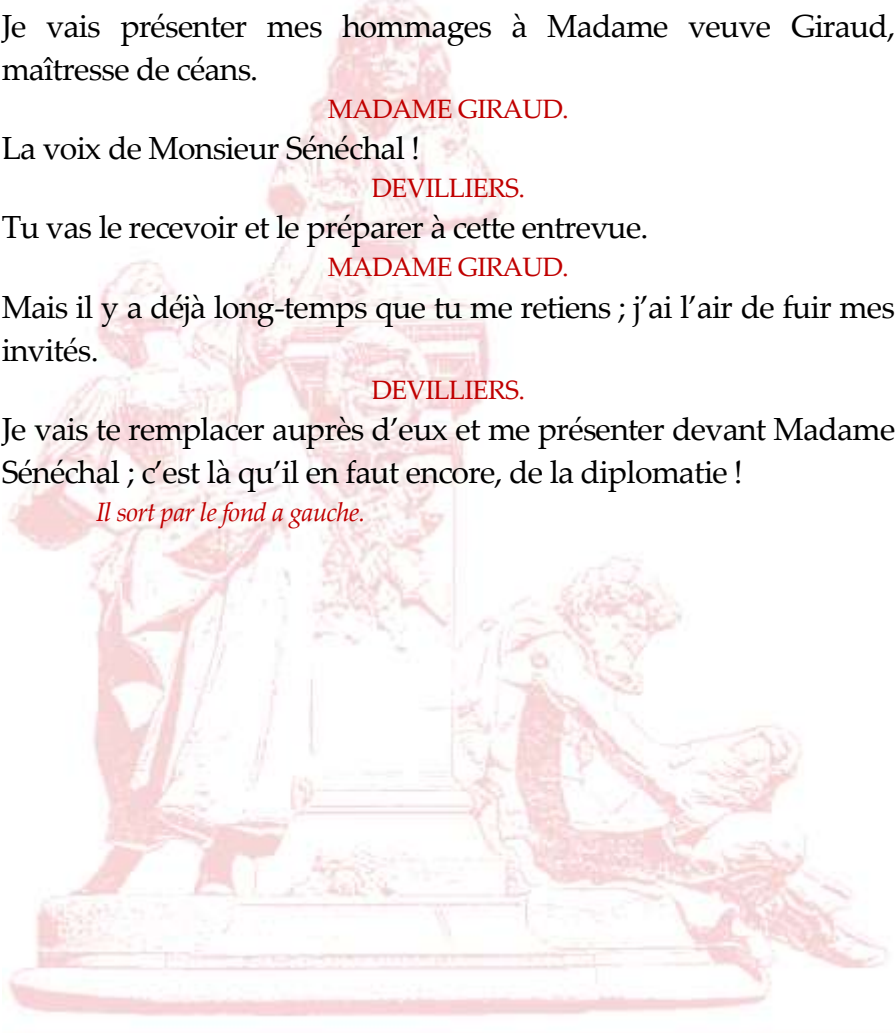 Je vais présenter mes hommages à Madame veuve Giraud,
maîtresse de céans.
MADAME GIRAUD.
La voix de Monsieur Sénéchal !
DEVILLIERS.
Tu vas le recevoir et le préparer à cette entrevue.
MADAME GIRAUD.
Mais il y a déjà long-temps que tu me retiens ; j’ai l’air de fuir mes
invités.
DEVILLIERS.
Je vais te remplacer auprès d’eux et me présenter devant Madame
Sénéchal ; c’est là qu’il en faut encore, de la diplomatie !
Il sort par le fond a gauche.